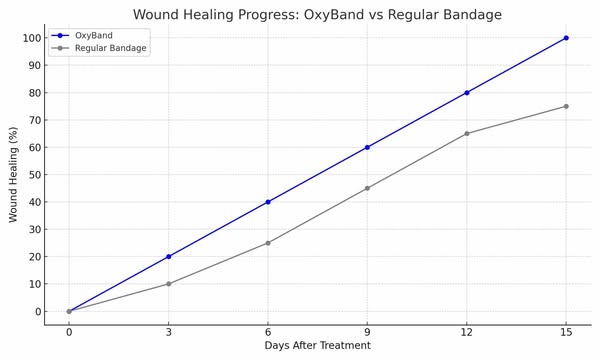 Wound Healing Progress: OxyBand vs Regular Bandage
OxyBand
Regular Bandage
Wound Healing (%)
100
90
80
70
60
50
40
30
20
10
0
0 3 6 9 12 15
Days After Treatment